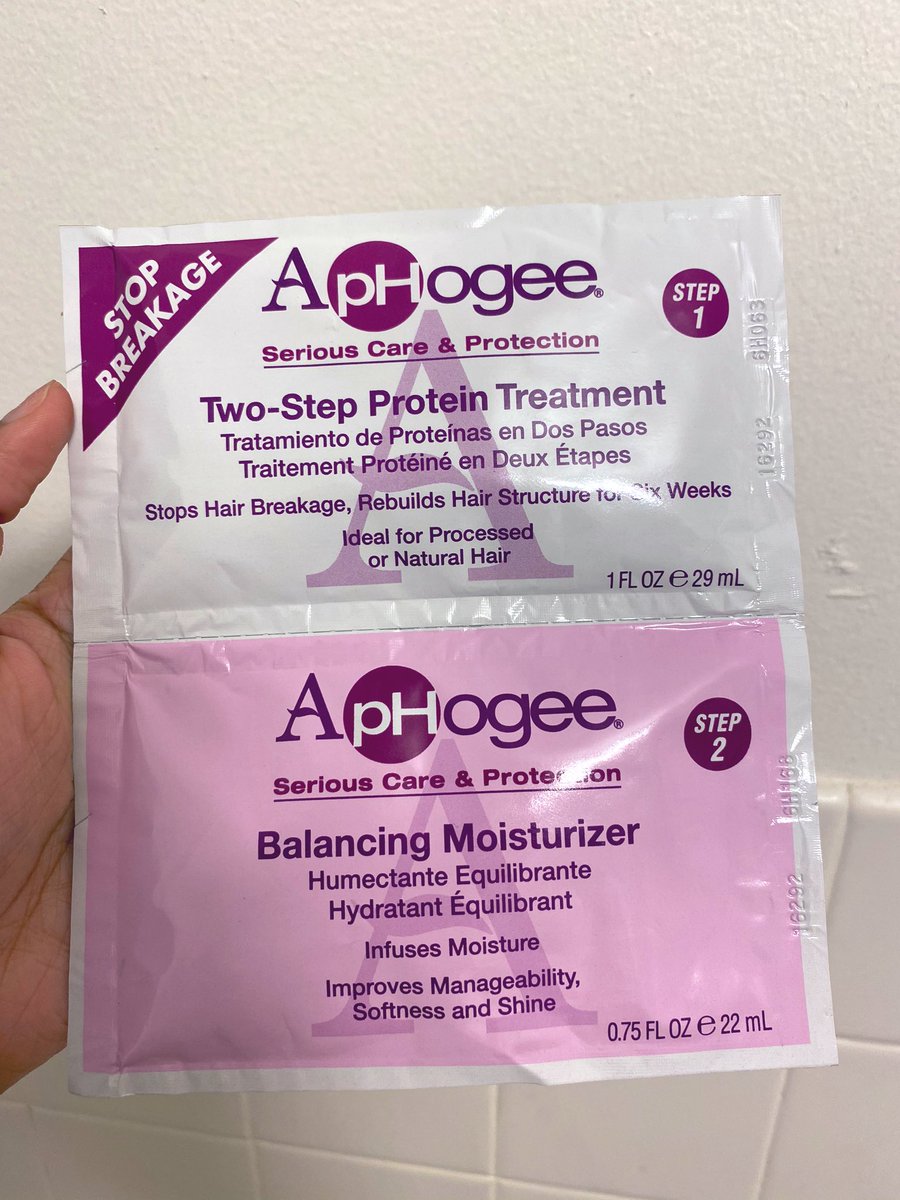 STOP
BREAKAGE
ApHogee®
STEP
1
Serious Care & Protection
Two-Step Protein Treatment
Tratamiento de Proteínas en Dos Pasos
Traitement Protéiné en Deux Étapes
Stops Hair Breakage, Rebuilds Hair Structure for Six Weeks
Ideal for Processed
or Natural Hair
1 FL OZ ℮ 29 mL
6H063
16292
ApHogee®
STEP
2
Serious Care & Protection
Balancing Moisturizer
Humectante Equilibrante
Hydratant Équilibrant
Infuses Moisture
Improves Manageability,
Softness and Shine
0.75 FL OZ ℮ 22 mL
16292